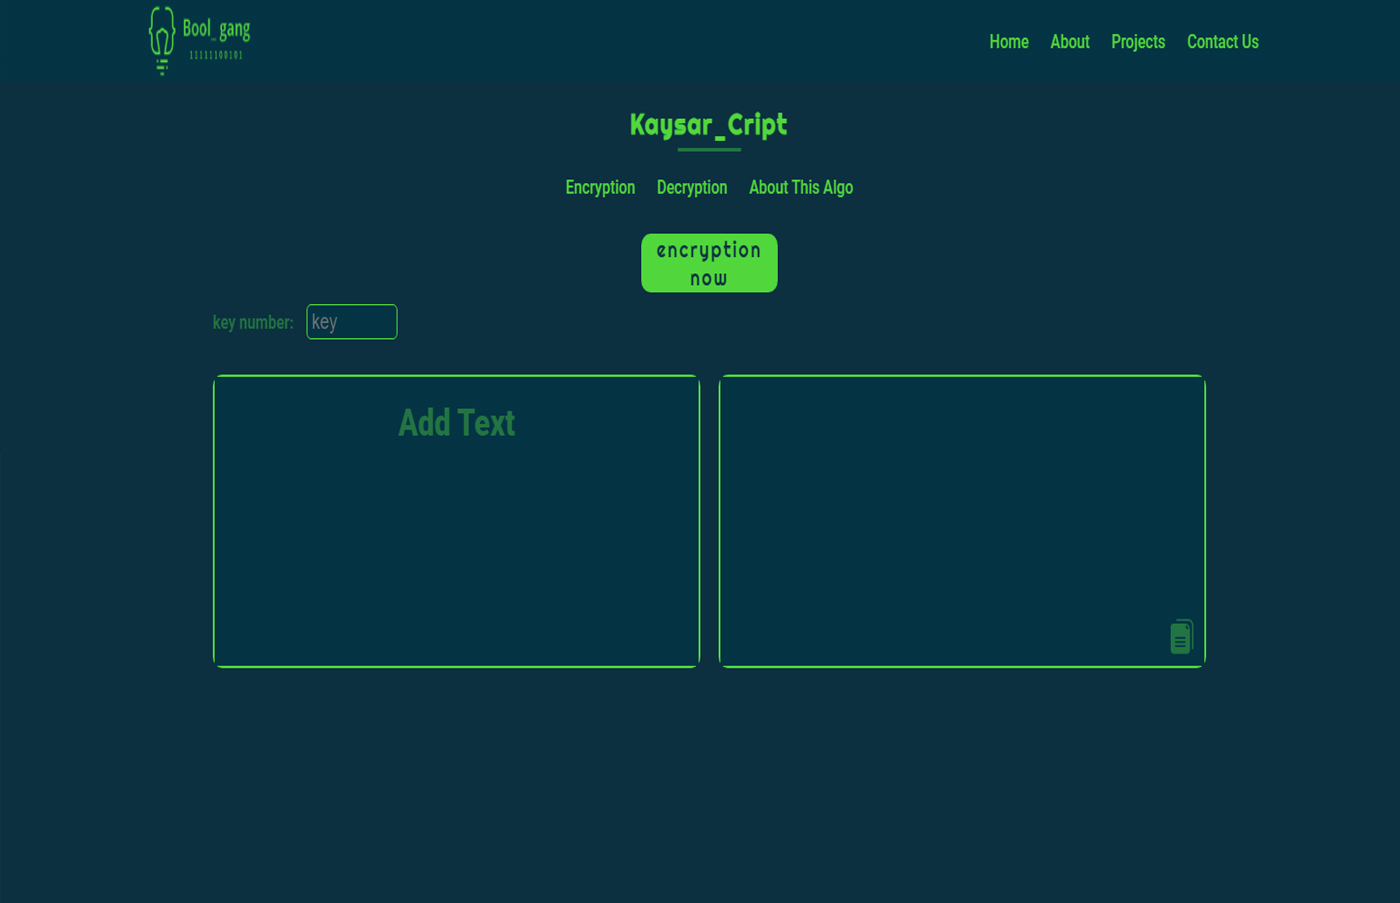 Bool_gang
11111100101
Home About Projects Contact Us
Kaysar_Cript
Encryption Decryption About This Algo
encryption
now
key number: key
Add Text